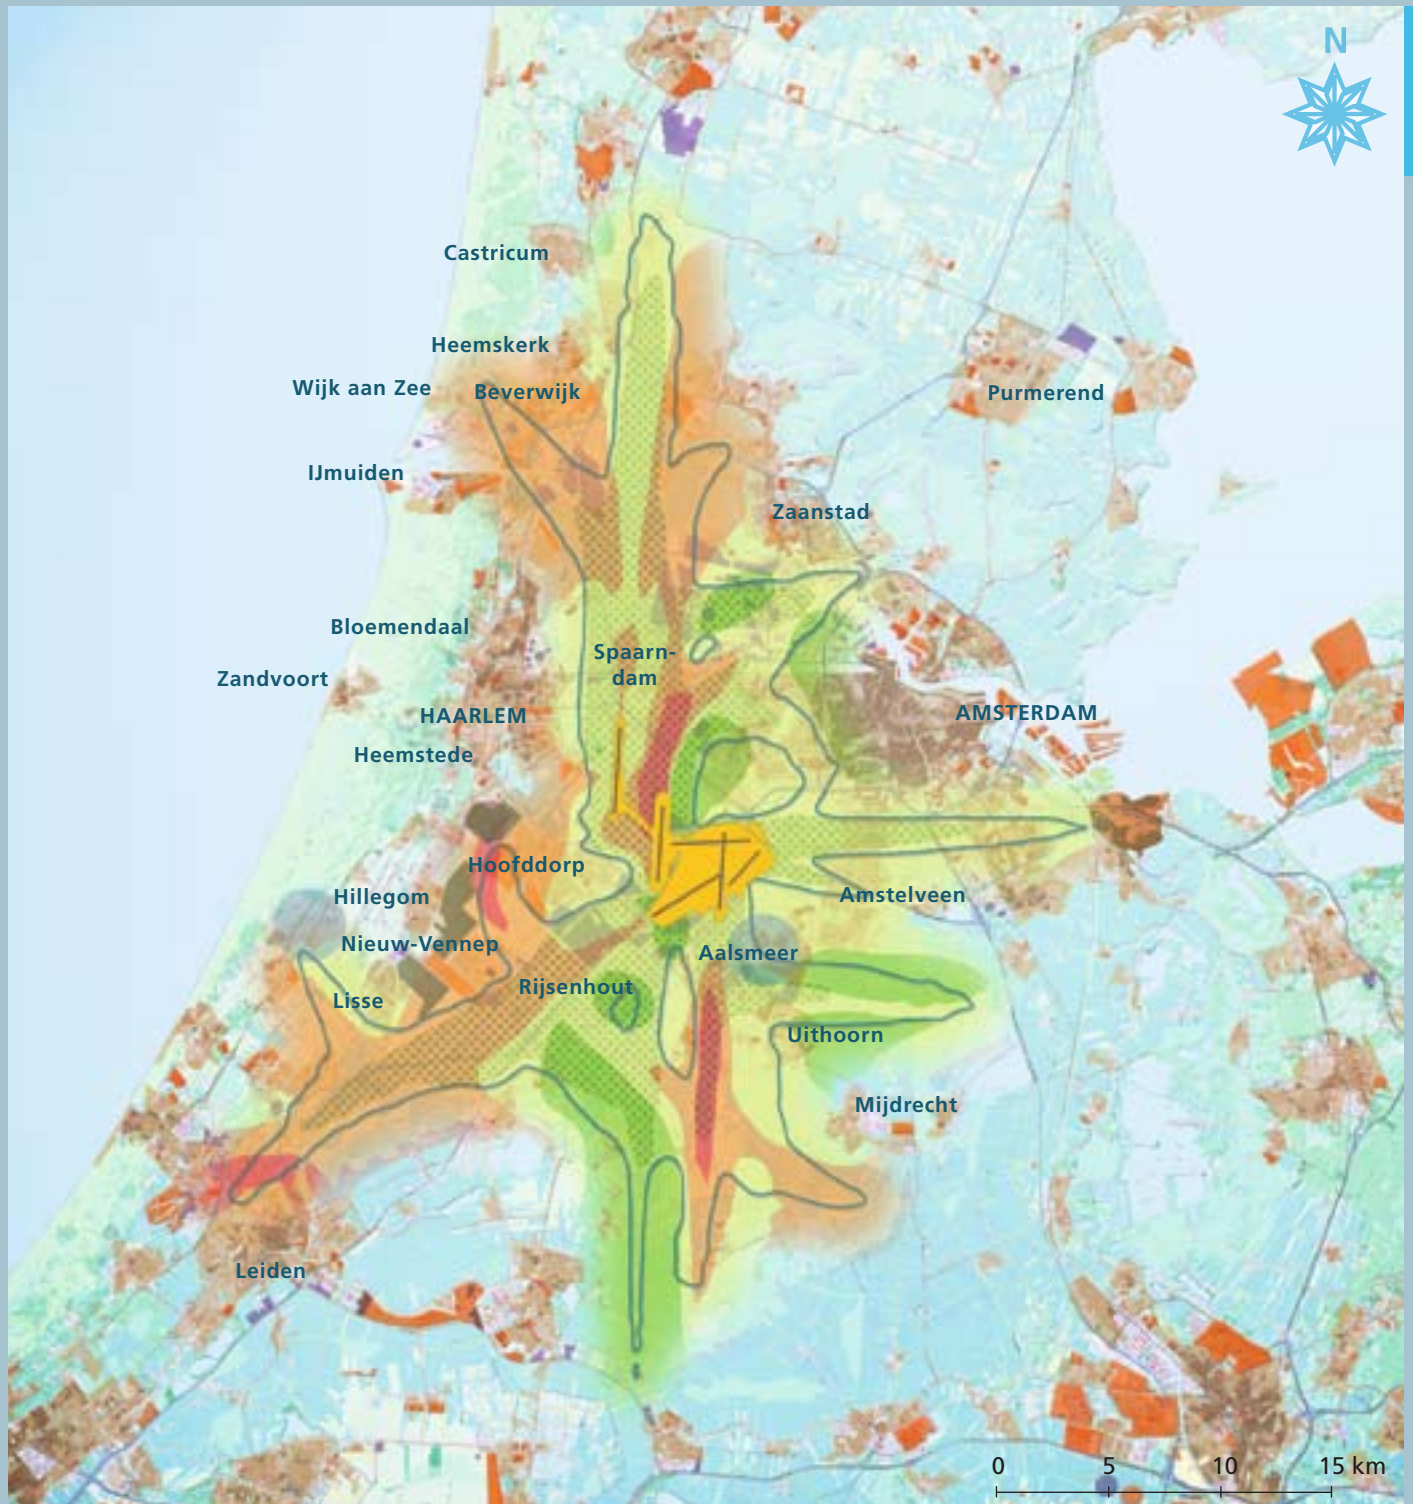 N
Castricum
Heemskerk
Wijk aan Zee
Beverwijk
Purmerend
IJmuiden
Zaanstad
Bloemendaal
Spaarn-
dam
Zandvoort
HAARLEM
AMSTERDAM
Heemstede
Hoofddorp
Hillegom
Amstelveen
Nieuw-Vennep
Aalsmeer
Rijsenhout
Lisse
Uithoorn
Mijdrecht
Leiden
0 5 10 15 km